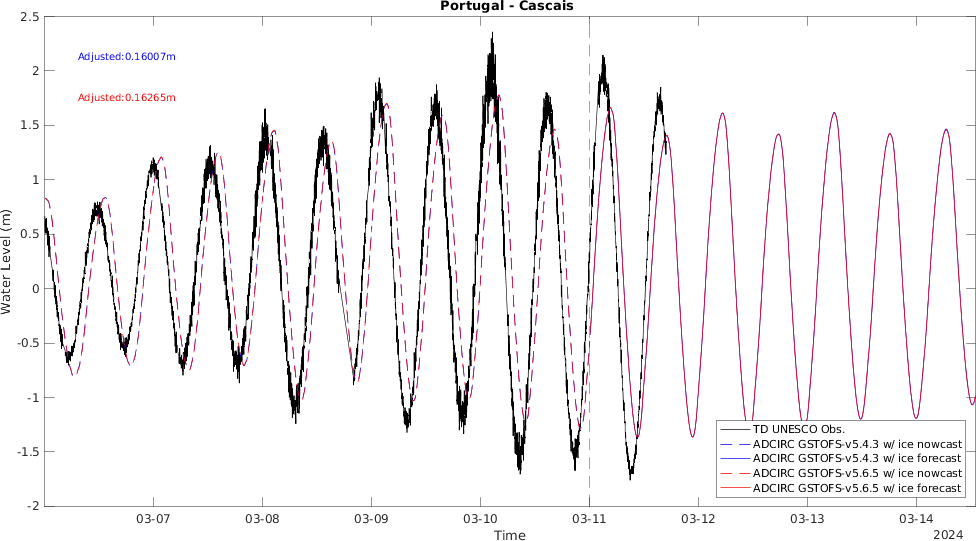 Portugal - Cascais
Adjusted:0.16007m
Adjusted:0.16265m
Water Level (m)
2.5
2
1.5
1
0.5
0
-0.5
-1
-1.5
-2
TD UNESCO Obs.
ADCIRC GSTOFS-v5.4.3 w/ ice nowcast
ADCIRC GSTOFS-v5.4.3 w/ ice forecast
ADCIRC GSTOFS-v5.6.5 w/ ice nowcast
ADCIRC GSTOFS-v5.6.5 w/ ice forecast
03-07 03-08 03-09 03-10 03-11 03-12 03-13 03-14
Time
2024